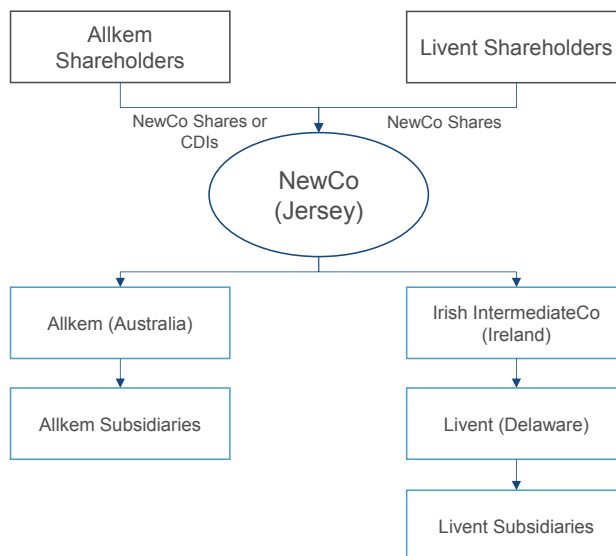 Allkem
Shareholders
Livent Shareholders
NewCo Shares or
CDIs
NewCo Shares
NewCo
(Jersey)
Allkem (Australia)
Irish IntermediateCo
(Ireland)
Allkem Subsidiaries
Livent (Delaware)
Livent Subsidiaries